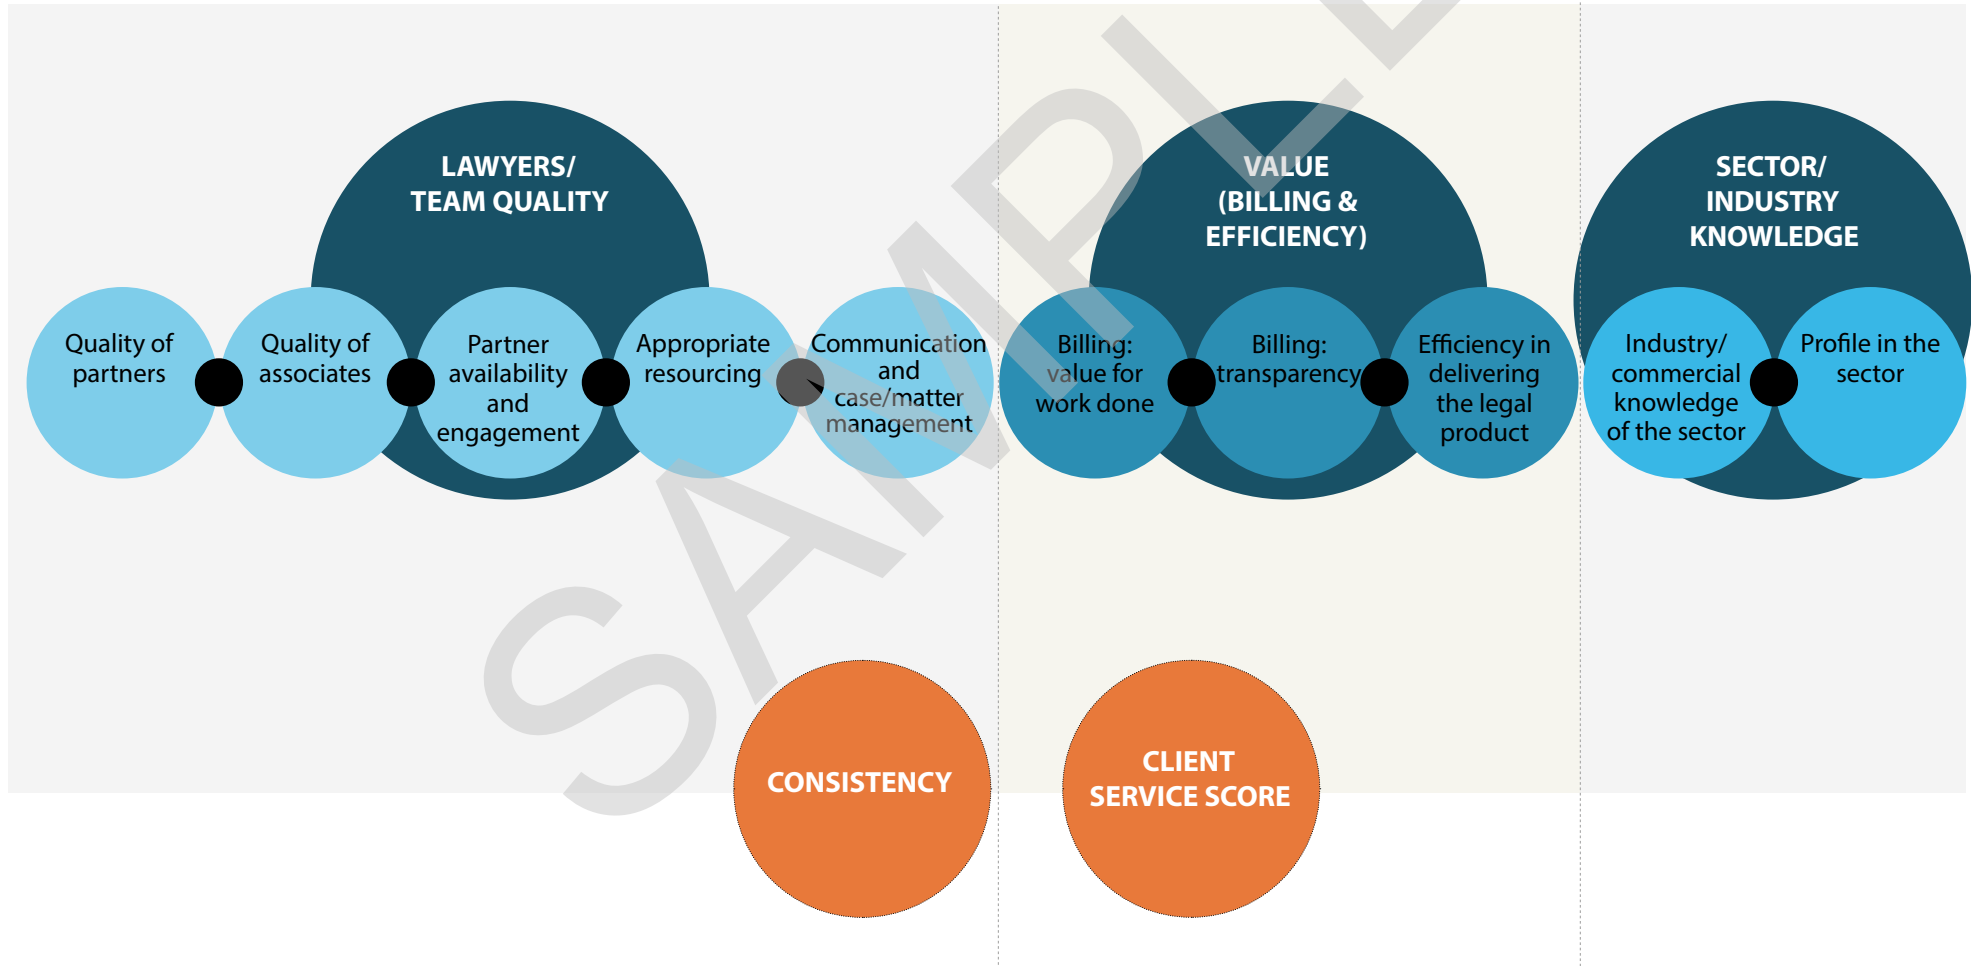 LAWYERS/
TEAM QUALITY
Quality of
partners
Quality of
associates
Partner
availability
and
engagement
Appropriate
resourcing
Communication
and
case/matter
management
VALUE
(BILLING &
EFFICIENCY)
Billing:
value for
work done
Billing:
transparency
Efficiency in
delivering
the legal
product
SECTOR/
INDUSTRY
KNOWLEDGE
Industry/
commercial
knowledge
of the sector
Profile in the
sector
CONSISTENCY
CLIENT
SERVICE SCORE
SAMPLE